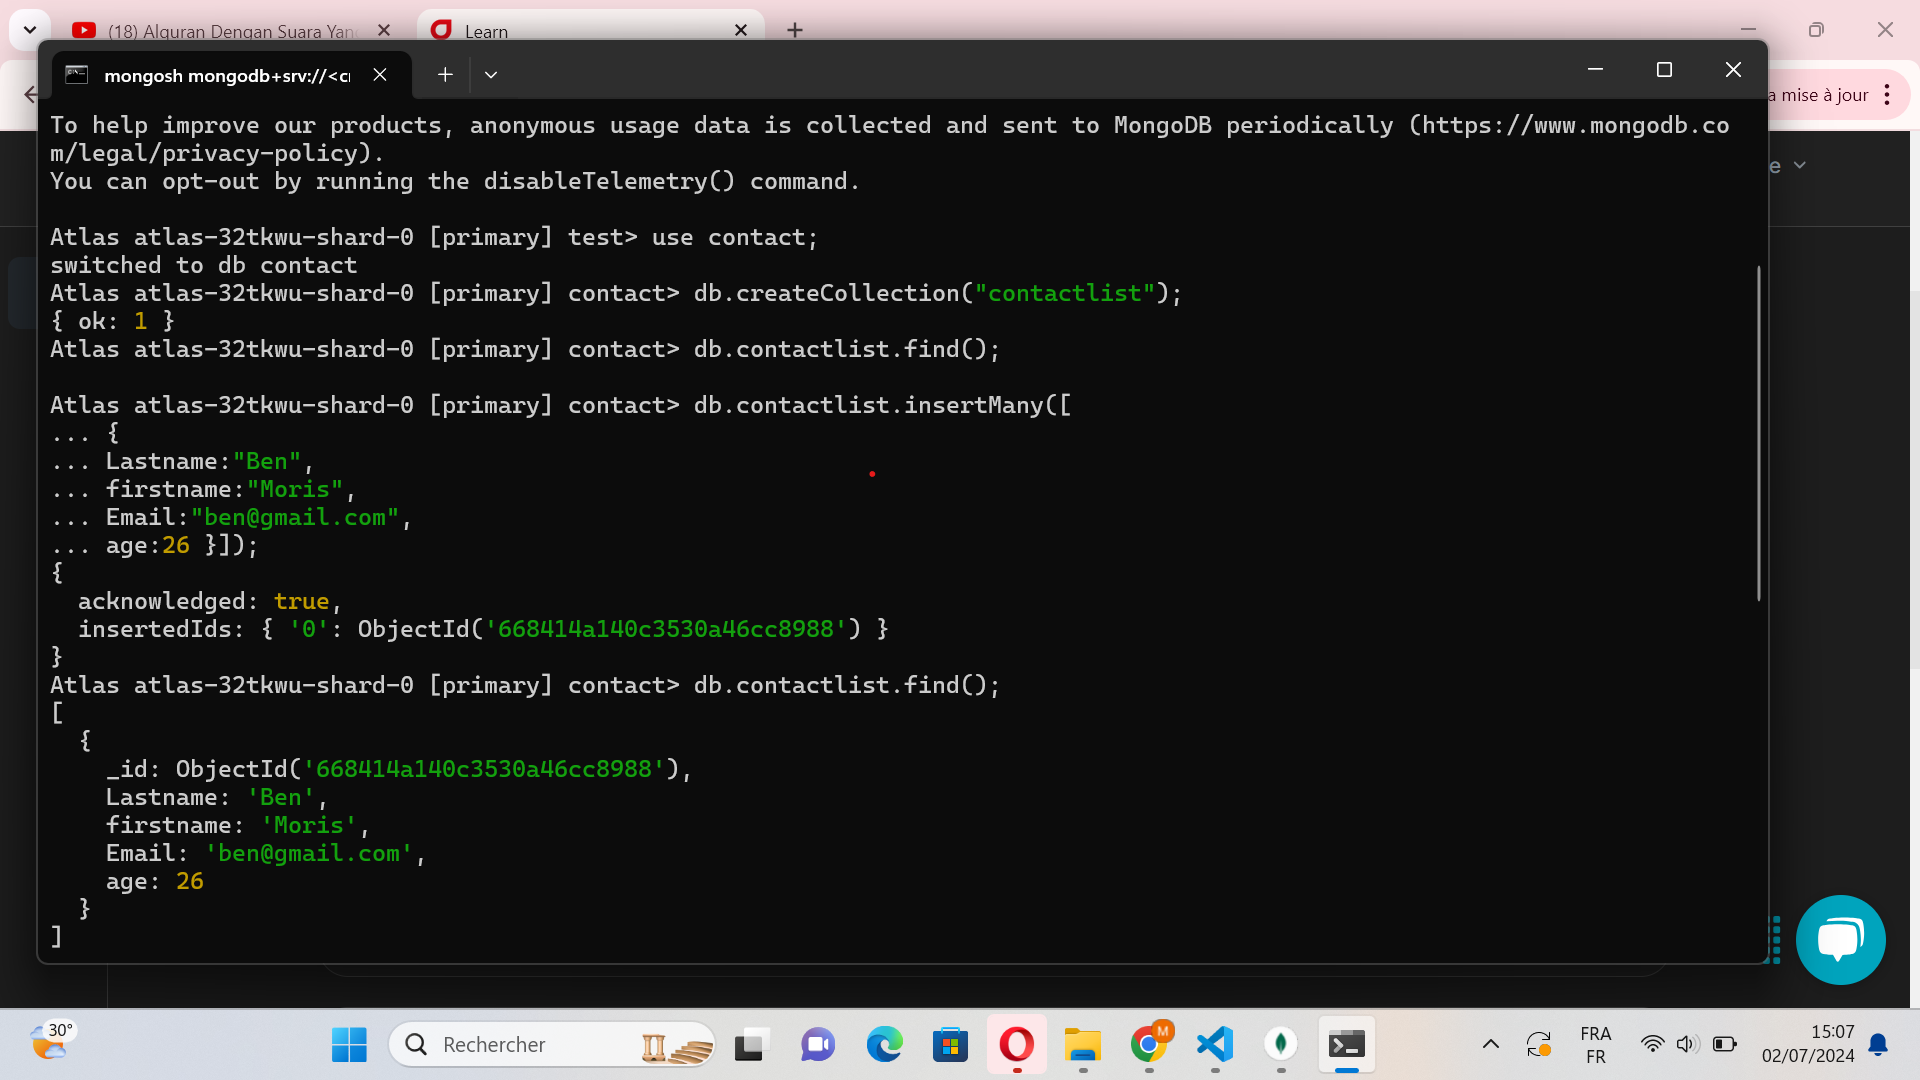 (18) Alquran Dengan Suara Yang
Learn
mongosh mongodb+srv://<cr
a mise à jour
To help improve our products, anonymous usage data is collected and sent to MongoDB periodically (https://www.mongodb.co
m/legal/privacy-policy).
You can opt-out by running the disableTelemetry() command.
e
Atlas atlas-32tkwu-shard-0 [primary] test> use contact;
switched to db contact
Atlas atlas-32tkwu-shard-0 [primary] contact> db.createCollection("contactlist");
{ ok: 1 }
Atlas atlas-32tkwu-shard-0 [primary] contact> db.contactlist.find();
Atlas atlas-32tkwu-shard-0 [primary] contact> db.contactlist.insertMany([
... {
... Lastname:"Ben",
... firstname:"Moris",
... Email:"ben@gmail.com",
... age:26 }]);
{
  acknowledged: true,
  insertedIds: { '0': ObjectId('668414a140c3530a46cc8988') }
}
Atlas atlas-32tkwu-shard-0 [primary] contact> db.contactlist.find();
[
  {
    _id: ObjectId('668414a140c3530a46cc8988'),
    Lastname: 'Ben',
    firstname: 'Moris',
    Email: 'ben@gmail.com',
    age: 26
  }
]
30°
Rechercher
M
FRA
FR
15:07
02/07/2024